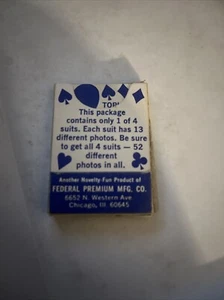 TOP
This package
contains only 1 of 4
suits. Each suit has 13
different photos. Be sure
to get all 4 suits — 52
different
photos in all.
Another Novelty Fun Product of
FEDERAL PREMIUM MFG. CO.
6652 N. Western Ave
Chicago, Ill 60645